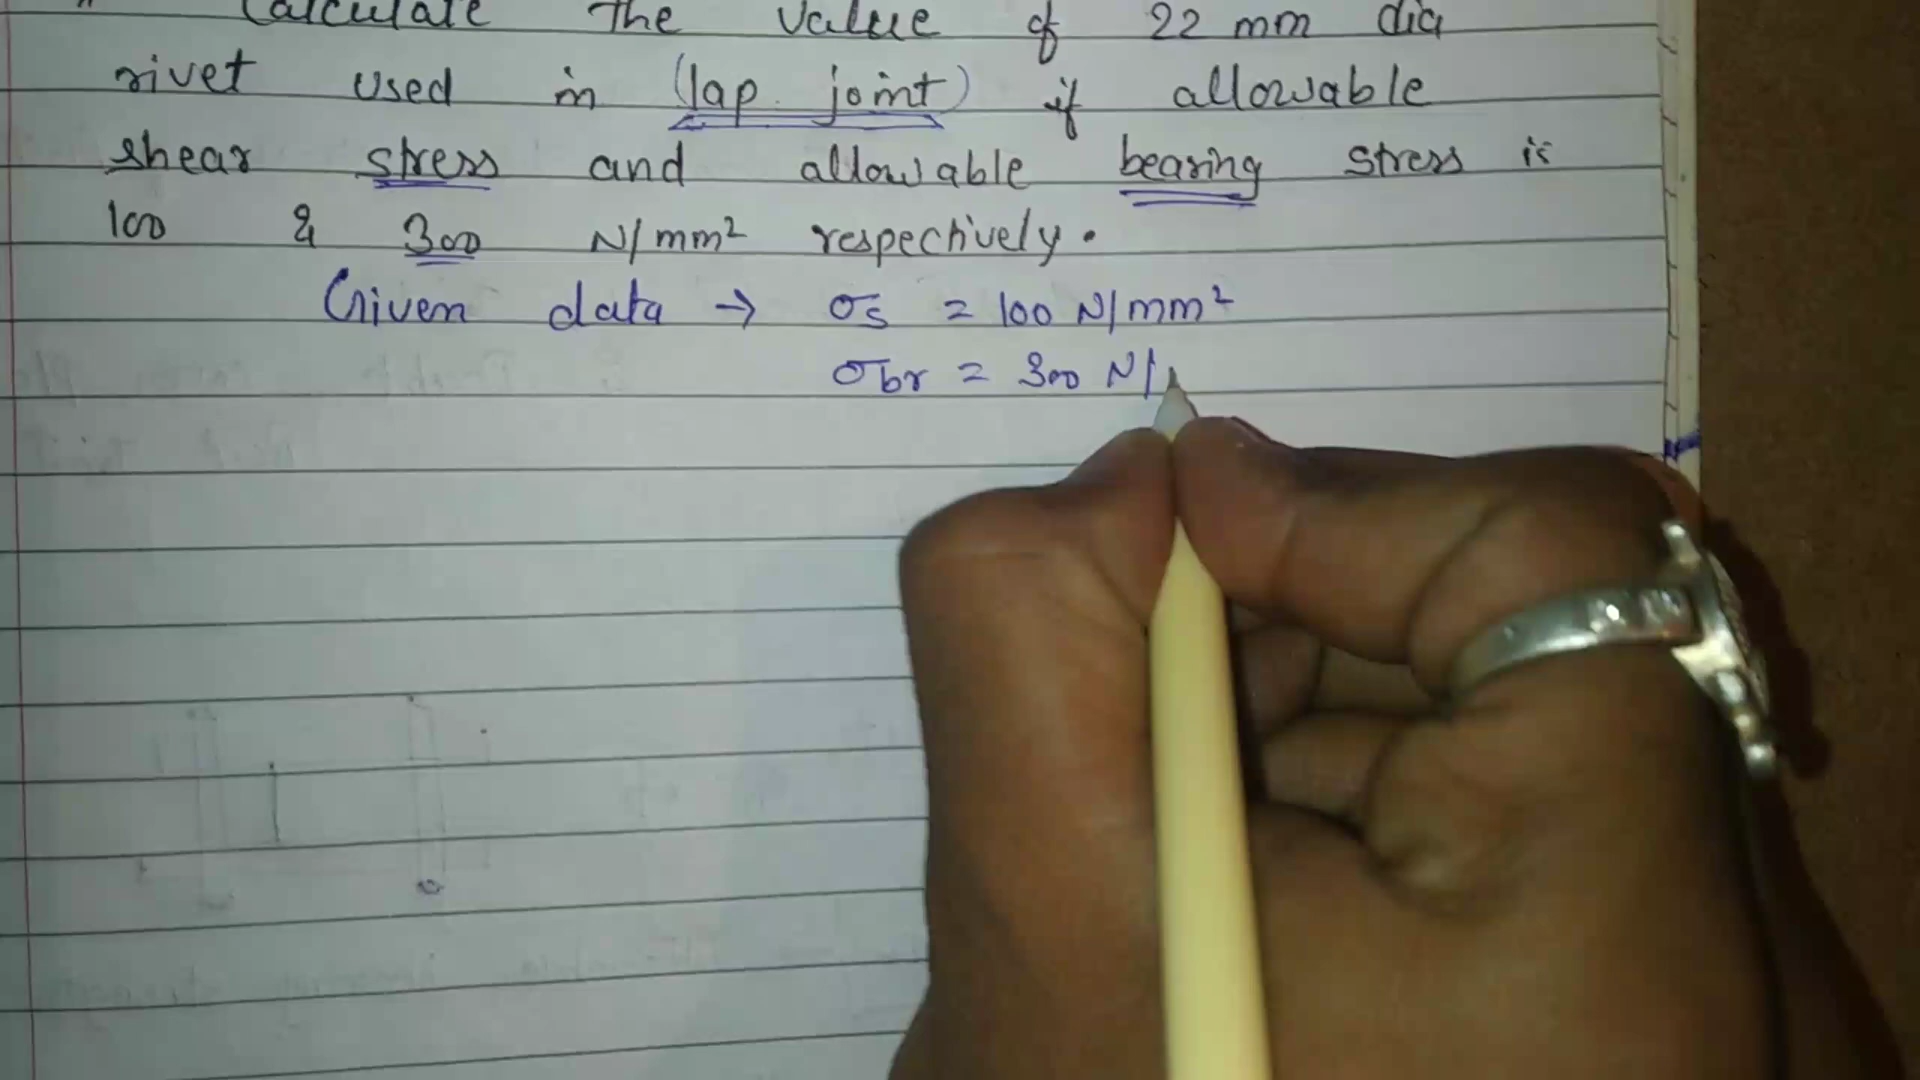 Calculate the value of 22 mm dia
rivet used in (lap joint) if allowable
shear stress and allowable bearing stress is
100 & 300 N/mm² respectively.
Given data → σs = 100 N/mm²
σbr = 300 N/